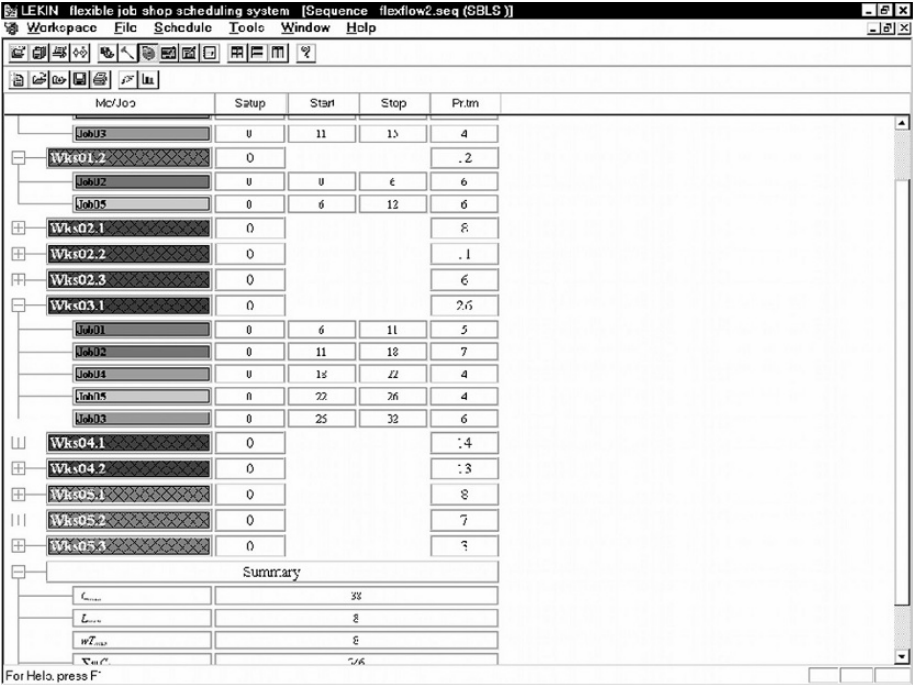 LEKIN flexible job shop scheduling system [Sequence flexflow2.seq (SBLS )]
Workspace File Schedule Tools Window Help
Mc/Job Setup Start Stop Pr.tm
Job03 0 11 15 4
Wks01.2 0 12
Job02 0 0 6 6
Job05 0 6 12 6
Wks02.1 0 8
Wks02.2 0 11
Wks02.3 0 6
Wks03.1 0 26
Job01 0 6 11 5
Job02 0 11 18 7
Job04 0 18 22 4
Job05 0 22 26 4
Job03 0 32 6
Wks04.1 0 14
Wks04.2 0 13
Wks05.1 0 8
Wks05.2 0 7
Wks05.3 0 3
Summary
38
8
8
For Help, press F1